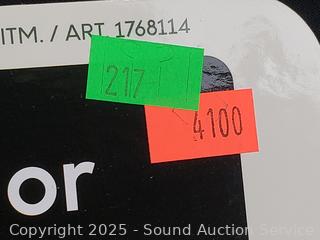 ITM. / ART. 1768114
217
4100
or
Copyright 2025 - Sound Auction Service